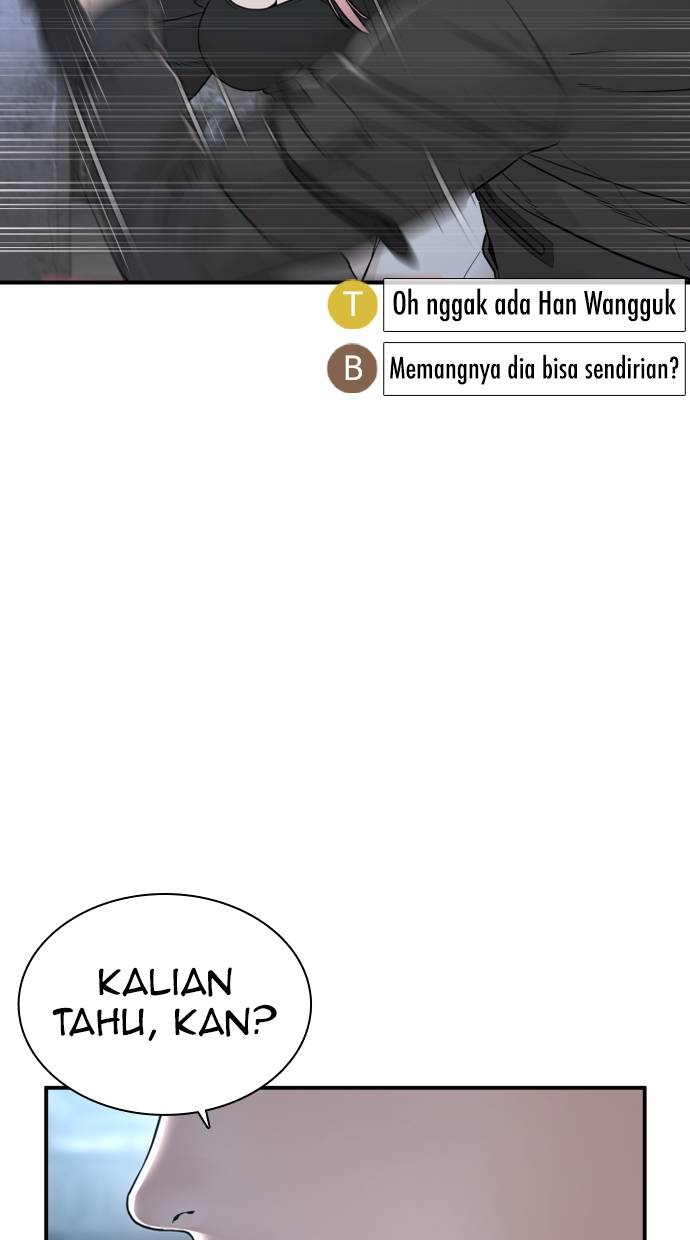 T Oh nggak ada Han Wangguk
B Memangnya dia bisa sendirian?
KALIAN
TAHU, KAN?